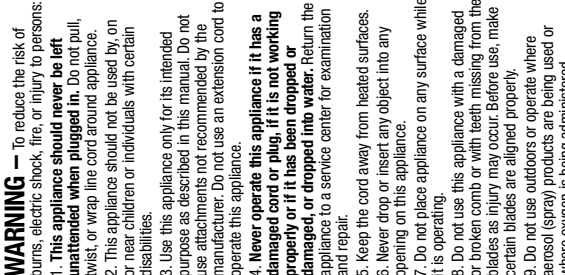 WARNING – To reduce the risk of
burns, electric shock, fire, or injury to persons:
1. This appliance should never be left
unattended when plugged in. Do not pull,
twist, or wrap line cord around appliance.
2. This appliance should not be used by, on
or near children or individuals with certain
disabilities.
3. Use this appliance only for its intended
purpose as described in this manual. Do not
use attachments not recommended by the
manufacturer. Do not use an extension cord to
operate this appliance.
4. Never operate this appliance if it has a
damaged cord or plug, if it is not working
properly or if it has been dropped or
damaged, or dropped into water. Return the
appliance to a service center for examination
and repair.
5. Keep the cord away from heated surfaces.
6. Never drop or insert any object into any
opening on this appliance.
7. Do not place appliance on any surface while
it is operating.
8. Do not use this appliance with a damaged
or broken comb or with teeth missing from the
blades as injury may occur. Before use, make
certain blades are aligned properly.
9. Do not use outdoors or operate where
aerosol (spray) products are being used or
where oxygen is being administered.